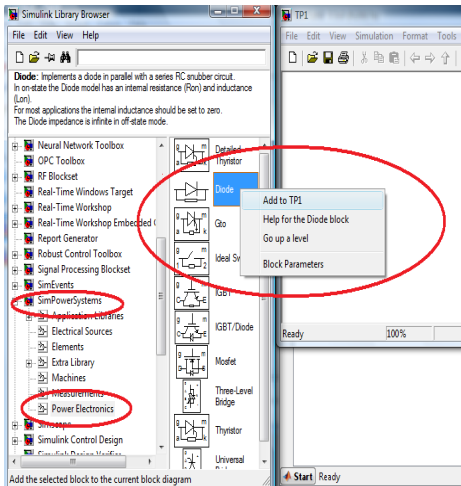 Simulink Library Browser
File Edit View Help
Diode: Implements a diode in parallel with a series RC snubber circuit.
In on-state the Diode model has an internal resistance (Ron) and inductance
(Lon).
For most applications the internal inductance should be set to zero.
The Diode impedance is infinite in off-state mode.
Neural Network Toolbox
OPC Toolbox
RF Blockset
Real-Time Windows Target
Real-Time Workshop
Real-Time Workshop Embedded C
Report Generator
Robust Control Toolbox
Signal Processing Blockset
SimEvents
SimPowerSystems
Application Libraries
Electrical Sources
Elements
Extra Library
Machines
Measurements
Power Electronics
Simscape
Simulink Control Design
Simulink Design Verifier
Detailed
Thyristor
Diode
Gto
Ideal Sw
IGBT
IGBT/Diode
Mosfet
Three-Level
Bridge
Thyristor
Universal
Add the selected block to the current block diagram
TP1
File Edit View Simulation Format Tools
Add to TP1
Help for the Diode block
Go up a level
Block Parameters
Ready 100%
Start Ready